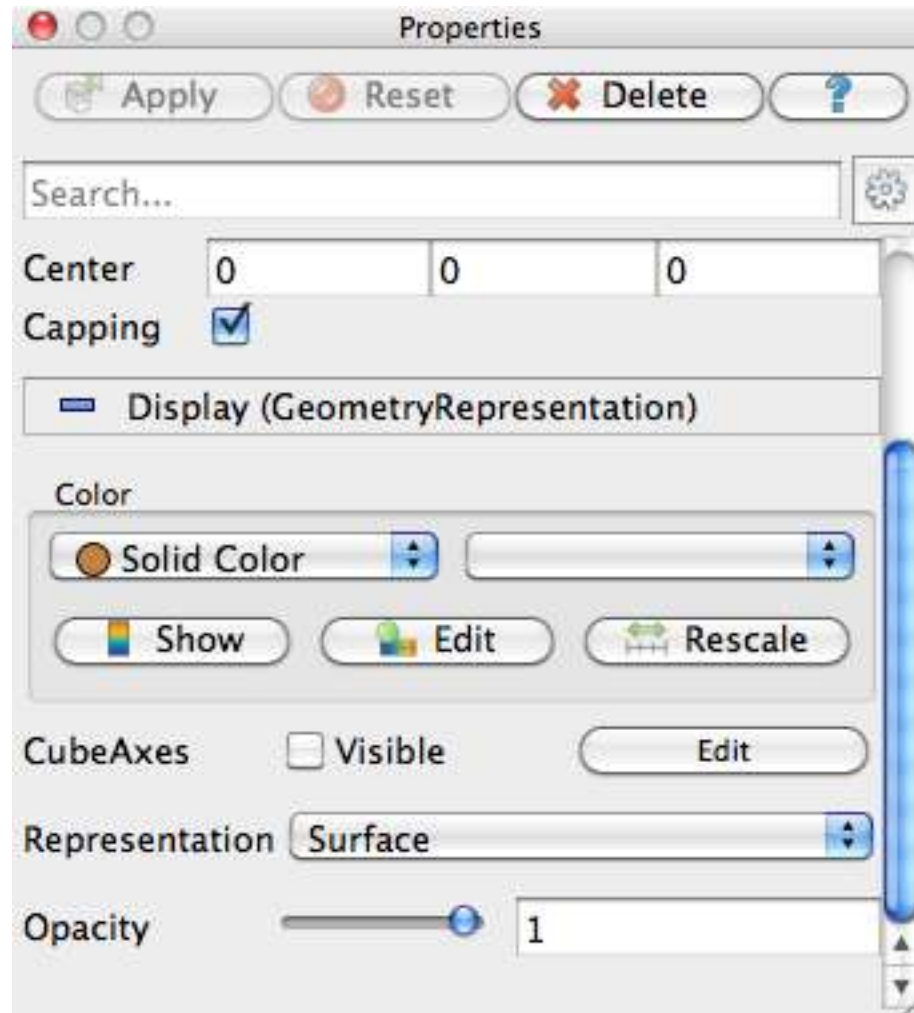 Properties
Apply Reset Delete ?
Search...
Center 0 0 0
Capping
Display (GeometryRepresentation)
Color
Solid Color
Show Edit Rescale
CubeAxes Visible Edit
Representation Surface
Opacity 1